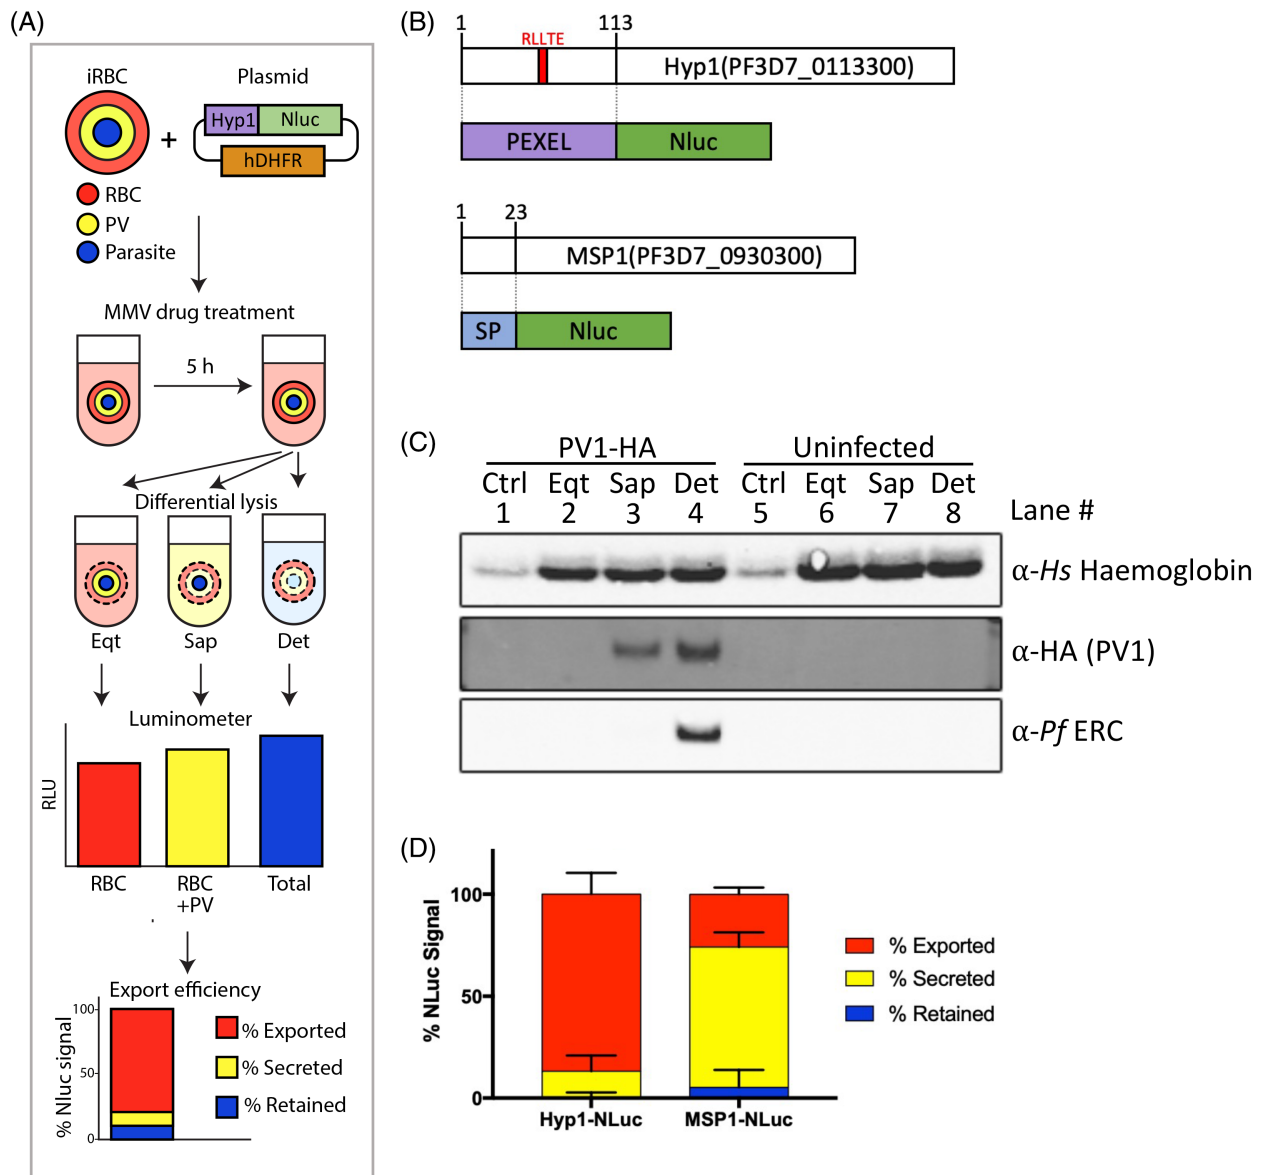 (A)
iRBC
Plasmid
Hyp1 Nluc
hDHFR
+
RBC
PV
Parasite
MMV drug treatment
5 h
Differential lysis
Eqt Sap Det
Luminometer
RLU
RBC RBC +PV Total
Export efficiency
% Nluc signal
100
50
0
% Exported
% Secreted
% Retained
(B)
1 113
RLLTE
Hyp1(PF3D7_0113300)
PEXEL Nluc
1 23
MSP1(PF3D7_0930300)
SP Nluc
(C)
PV1-HA Uninfected
Ctrl Eqt Sap Det Ctrl Eqt Sap Det
1 2 3 4 5 6 7 8 Lane #
α-Hs Haemoglobin
α-HA (PV1)
α-Pf ERC
(D)
% NLuc Signal
100
50
0
Hyp1-NLuc MSP1-NLuc
% Exported
% Secreted
% Retained